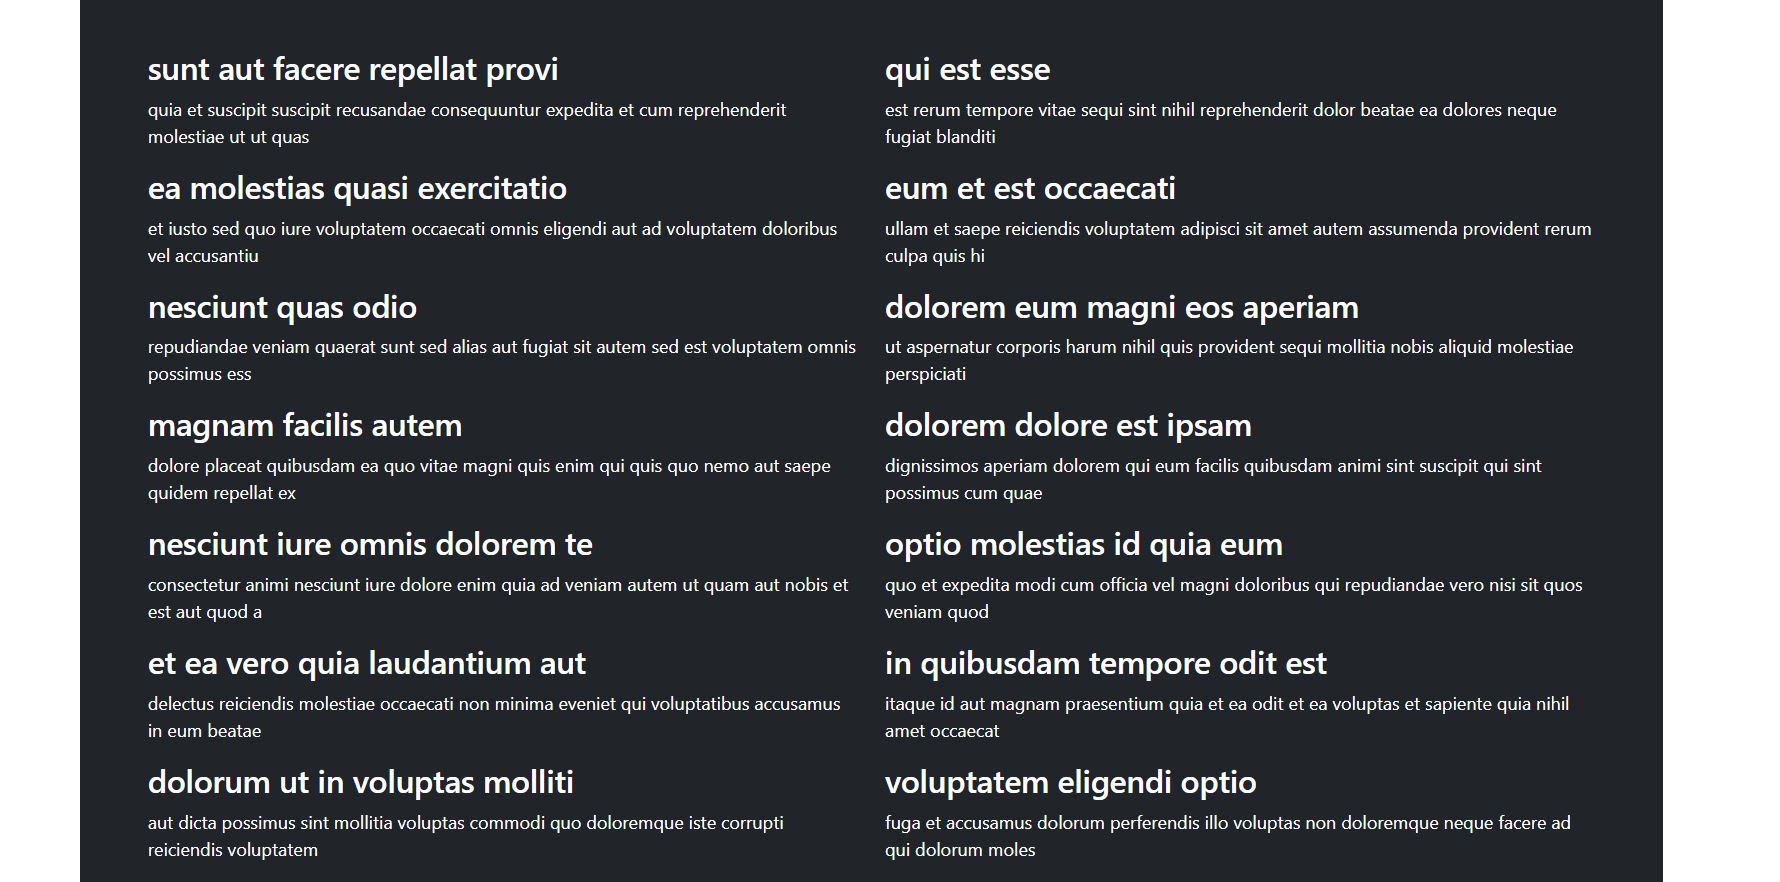 sunt aut facere repellat provi
quia et suscipit suscipit recusandae consequuntur expedita et cum reprehenderit
molestiae ut ut quas
qui est esse
est rerum tempore vitae sequi sint nihil reprehenderit dolor beatae ea dolores neque
fugiat blanditi
ea molestias quasi exercitatio
et iusto sed quo iure voluptatem occaecati omnis eligendi aut ad voluptatem doloribus
vel accusantiu
eum et est occaecati
ullam et saepe reiciendis voluptatem adipisci sit amet autem assumenda provident rerum
culpa quis hi
nesciunt quas odio
repudiandae veniam quaerat sunt sed alias aut fugiat sit autem sed est voluptatem omnis
possimus ess
dolorem eum magni eos aperiam
ut aspernatur corporis harum nihil quis provident sequi mollitia nobis aliquid molestiae
perspiciati
magnam facilis autem
dolore placeat quibusdam ea quo vitae magni quis enim qui quis quo nemo aut saepe
quidem repellat ex
dolorem dolore est ipsam
dignissimos aperiam dolorem qui eum facilis quibusdam animi sint suscipit qui sint
possimus cum quae
nesciunt iure omnis dolorem te
consectetur animi nesciunt iure dolore enim quia ad veniam autem ut quam aut nobis et
est aut quod a
optio molestias id quia eum
quo et expedita modi cum officia vel magni doloribus qui repudiandae vero nisi sit quos
veniam quod
et ea vero quia laudantium aut
delectus reiciendis molestiae occaecati non minima eveniet qui voluptatibus accusamus
in eum beatae
in quibusdam tempore odit est
itaque id aut magnam praesentium quia et ea odit et ea voluptas et sapiente quia nihil
amet occaecat
dolorum ut in voluptas molliti
aut dicta possimus sint mollitia voluptas commodi quo doloremque iste corrupti
reiciendis voluptatem
voluptatem eligendi optio
fuga et accusamus dolorum perferendis illo voluptas non doloremque neque facere ad
qui dolorum moles